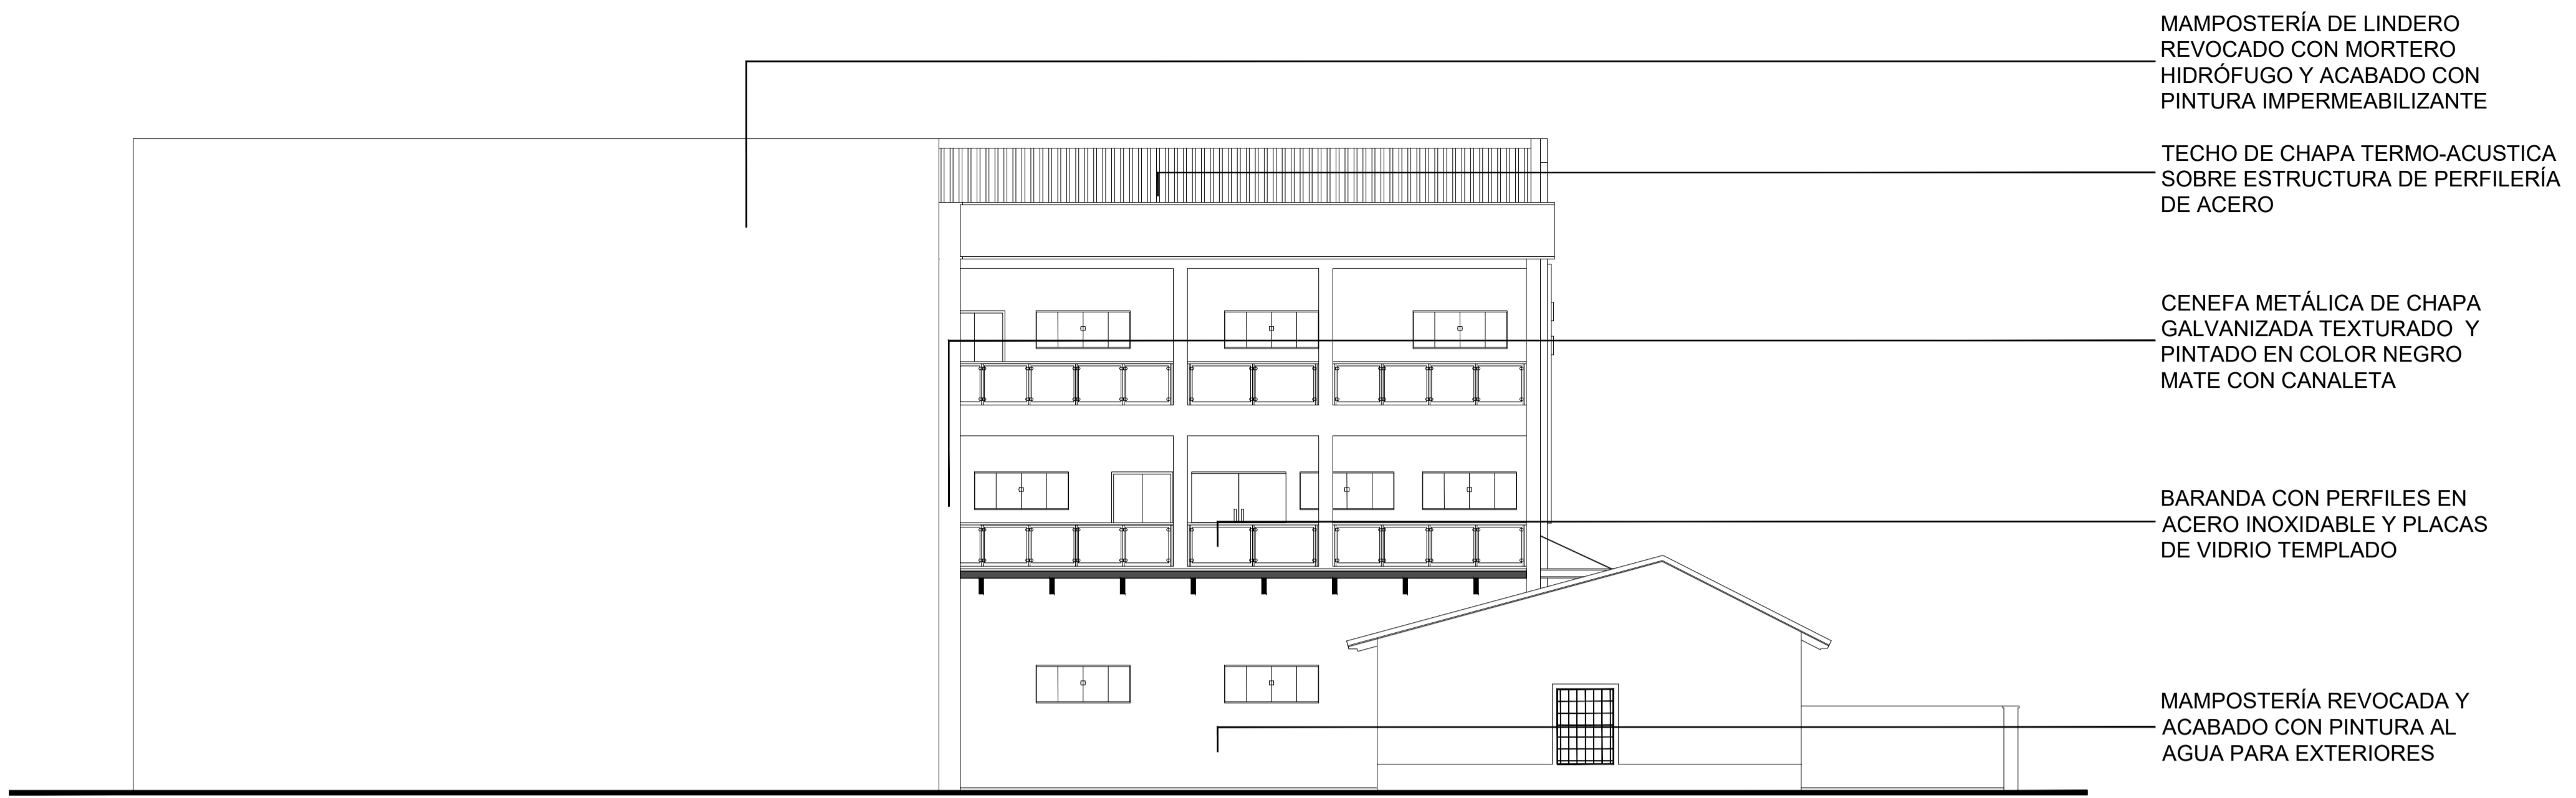 MAMPOSTERÍA DE LINDERO
REVOCADO CON MORTERO
HIDRÓFUGO Y ACABADO CON
PINTURA IMPERMEABILIZANTE
TECHO DE CHAPA TERMO-ACUSTICA
SOBRE ESTRUCTURA DE PERFILERÍA
DE ACERO
CENEFA METÁLICA DE CHAPA
GALVANIZADA TEXTURADO  Y
PINTADO EN COLOR NEGRO
MATE CON CANALETA
BARANDA CON PERFILES EN
ACERO INOXIDABLE Y PLACAS
DE VIDRIO TEMPLADO
MAMPOSTERÍA REVOCADA Y
ACABADO CON PINTURA AL
AGUA PARA EXTERIORES